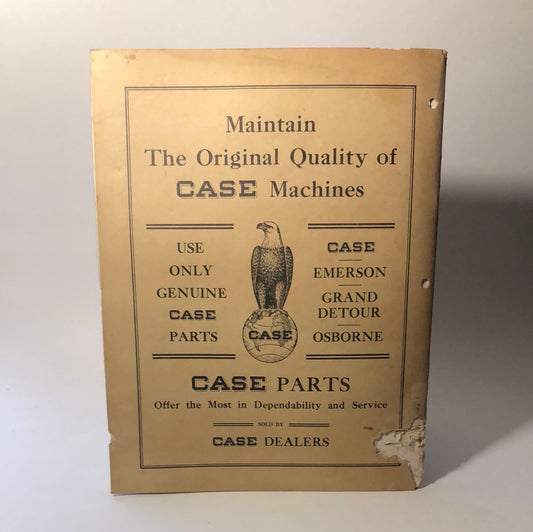 Maintain
The Original Quality of
CASE Machines
USE
ONLY
GENUINE
CASE
PARTS
CASE
CASE
EMERSON
GRAND
DETOUR
OSBORNE
CASE PARTS
Offer the Most in Dependability and Service
SOLD BY
CASE DEALERS